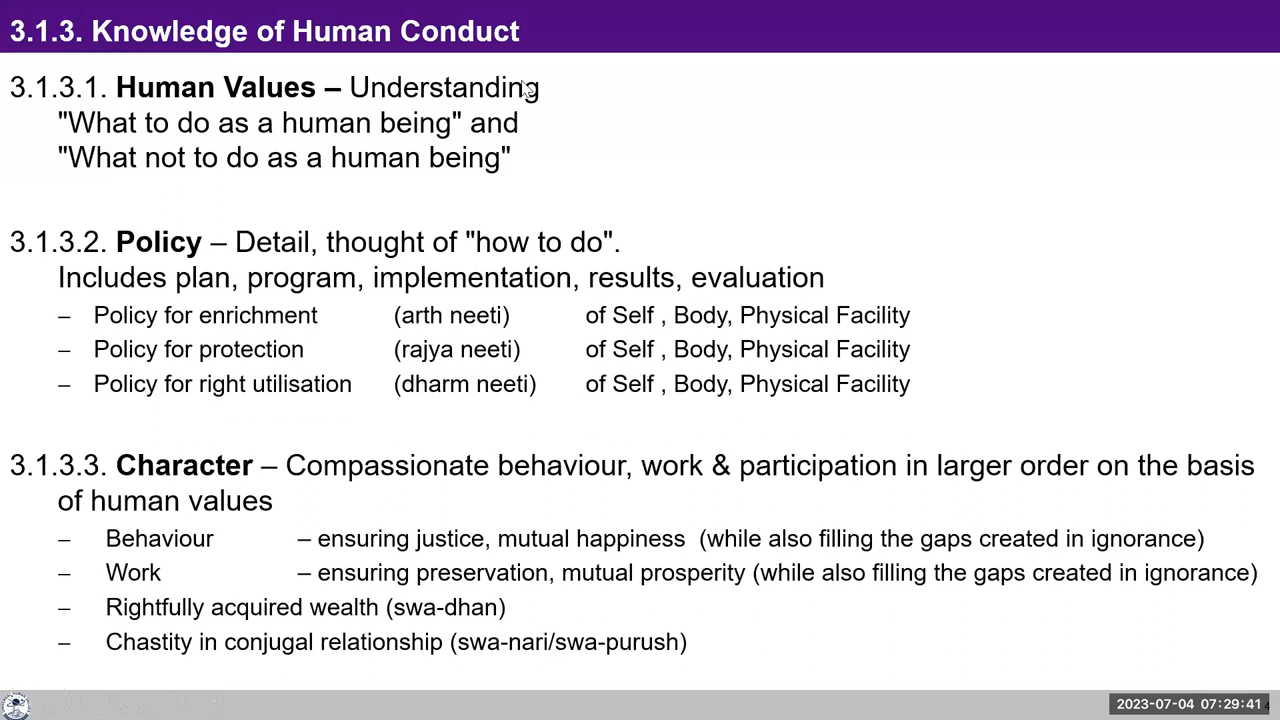 3.1.3. Knowledge of Human Conduct
3.1.3.1. Human Values – Understanding
"What to do as a human being" and
"What not to do as a human being"
3.1.3.2. Policy – Detail, thought of "how to do".
Includes plan, program, implementation, results, evaluation
– Policy for enrichment (arth neeti) of Self , Body, Physical Facility
– Policy for protection (rajya neeti) of Self , Body, Physical Facility
– Policy for right utilisation (dharm neeti) of Self , Body, Physical Facility
3.1.3.3. Character – Compassionate behaviour, work & participation in larger order on the basis
of human values
– Behaviour – ensuring justice, mutual happiness (while also filling the gaps created in ignorance)
– Work – ensuring preservation, mutual prosperity (while also filling the gaps created in ignorance)
– Rightfully acquired wealth (swa-dhan)
– Chastity in conjugal relationship (swa-nari/swa-purush)
2023-07-04 07:29:41